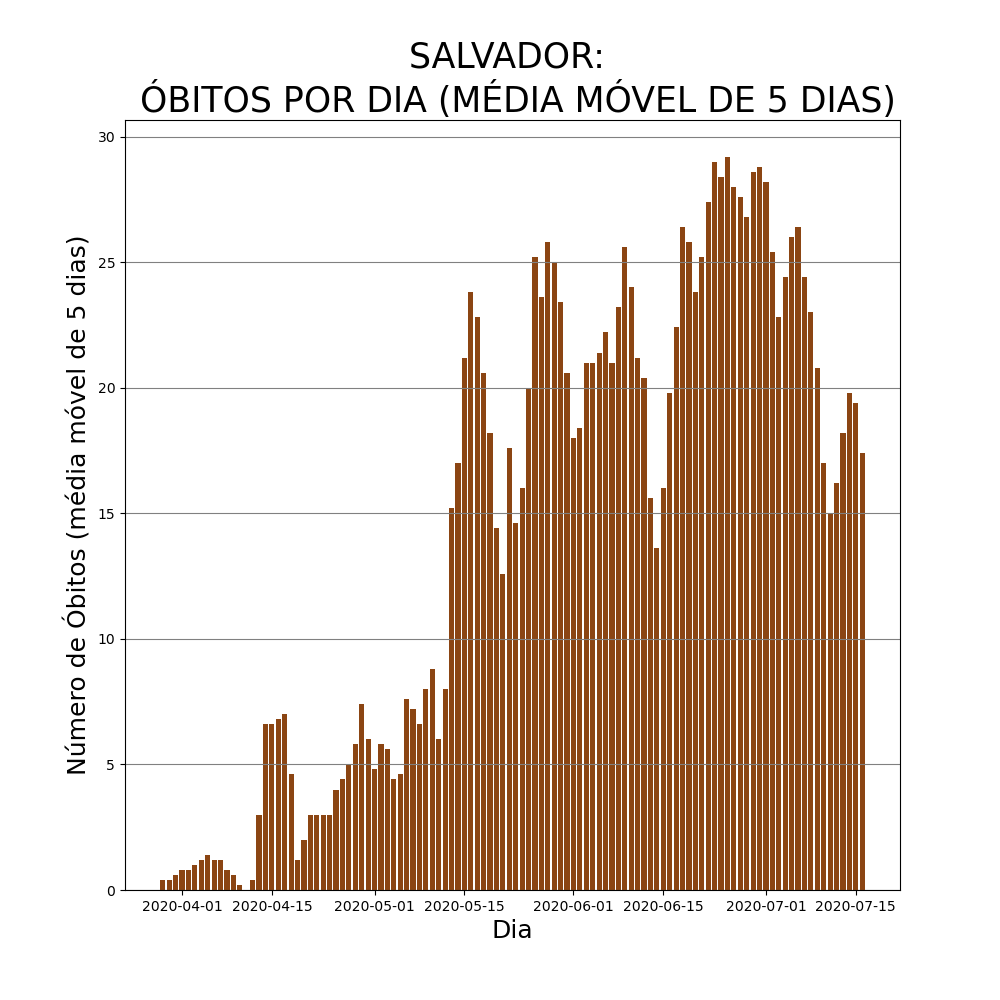 SALVADOR:
ÓBITOS POR DIA (MÉDIA MÓVEL DE 5 DIAS)
Número de Óbitos (média móvel de 5 dias)
30
25
20
15
10
5
0
2020-04-01 2020-04-15 2020-05-01 2020-05-15 2020-06-01 2020-06-15 2020-07-01 2020-07-15
Dia